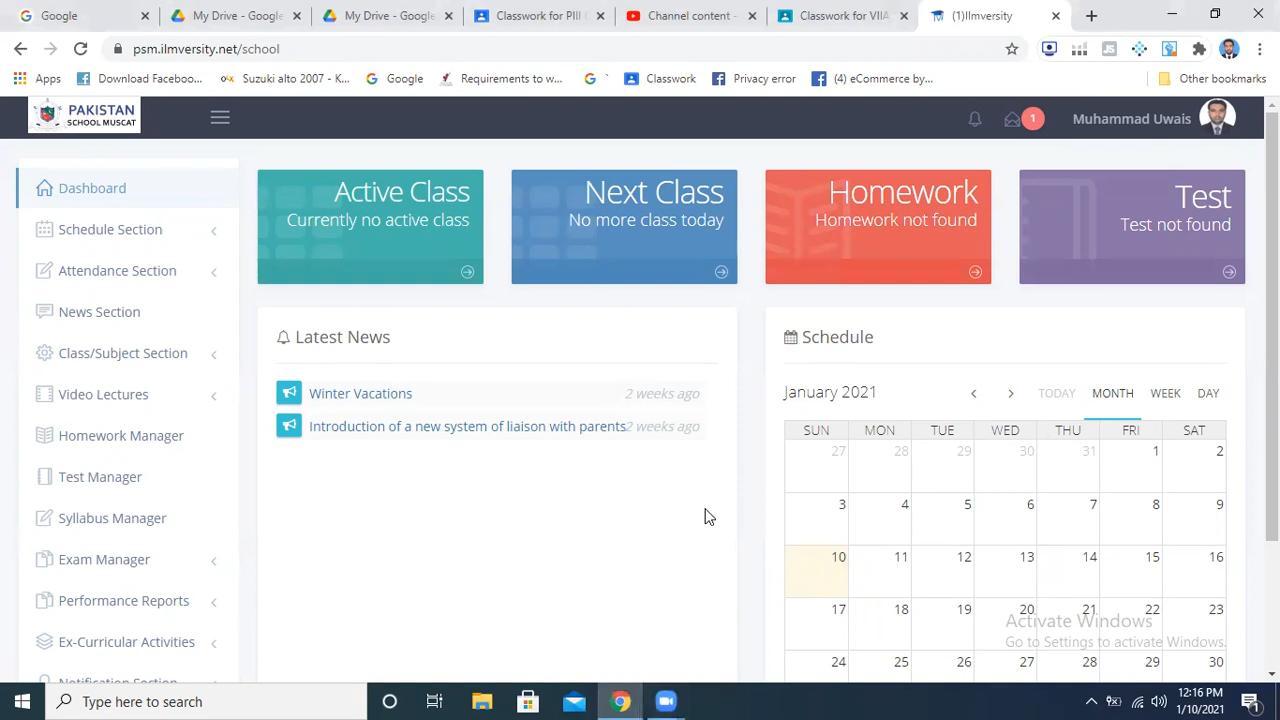 Google
My Drive - Google
My Drive - Google
Classwork for PIII C
Channel content -
Classwork for VIIA
(1)Ilmversity
psm.ilmversity.net/school
Apps
Download Faceboo...
Suzuki alto 2007 - K...
Google
Requirements to w...
Classwork
Privacy error
(4) eCommerce by...
Other bookmarks
PAKISTAN
SCHOOL MUSCAT
1
Muhammad Uwais
Dashboard
Schedule Section
Attendance Section
News Section
Class/Subject Section
Video Lectures
Homework Manager
Test Manager
Syllabus Manager
Exam Manager
Performance Reports
Ex-Curricular Activities
Notification Section
Active Class
Currently no active class
Next Class
No more class today
Homework
Homework not found
Test
Test not found
Latest News
Winter Vacations 2 weeks ago
Introduction of a new system of liaison with parents 2 weeks ago
Schedule
January 2021
TODAY MONTH WEEK DAY
SUN MON TUE WED THU FRI SAT
27 28 29 30 31 1 2
3 4 5 6 7 8 9
10 11 12 13 14 15 16
17 18 19 20 21 22 23
24 25 26 27 28 29 30
Activate Windows
Go to Settings to activate Windows.
Type here to search
12:16 PM
1/10/2021
1